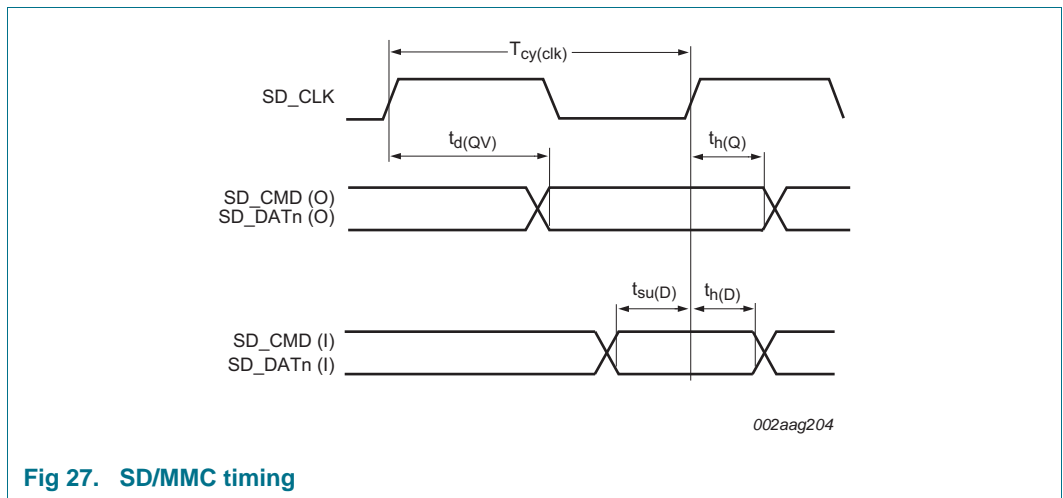 Tcy(clk)
SD_CLK
td(QV)
th(Q)
SD_CMD (O)
SD_DATn (O)
tsu(D)
th(D)
SD_CMD (I)
SD_DATn (I)
002aag204
Fig 27. SD/MMC timing